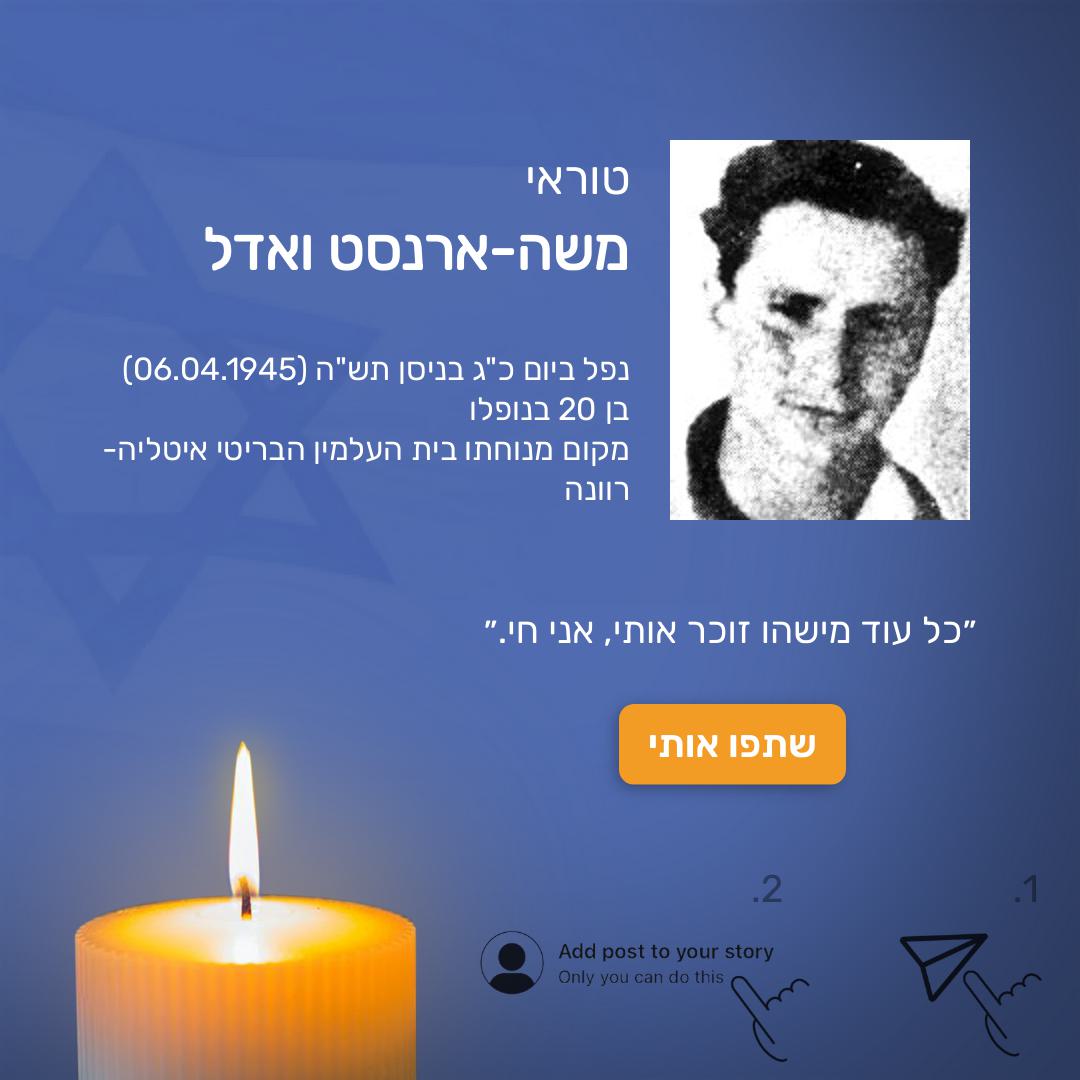 טוראי
משה-ארנסט ואדל
נפל ביום כ"ג בניסן תש"ה (06.04.1945)
בן 20 בנופלו
מקום מנוחתו בית העלמין הבריטי איטליה-
רוונה
״כל עוד מישהו זוכר אותי, אני חי.״
שתפו אותי
1.
2.
Add post to your story
Only you can do this